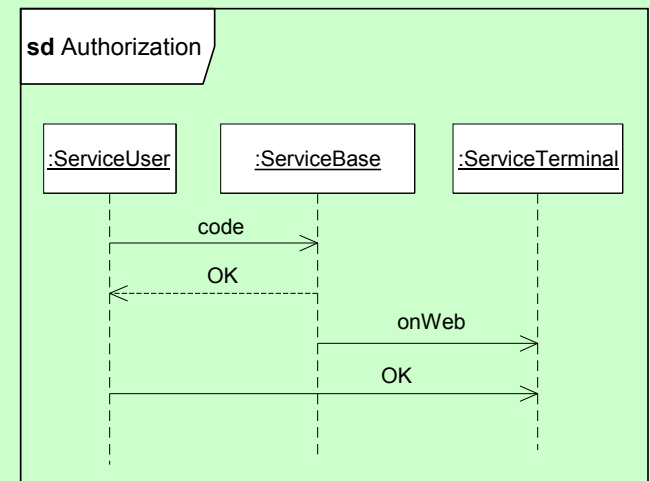 sd Authorization
:ServiceUser
:ServiceBase
:ServiceTerminal
code
OK
onWeb
OK